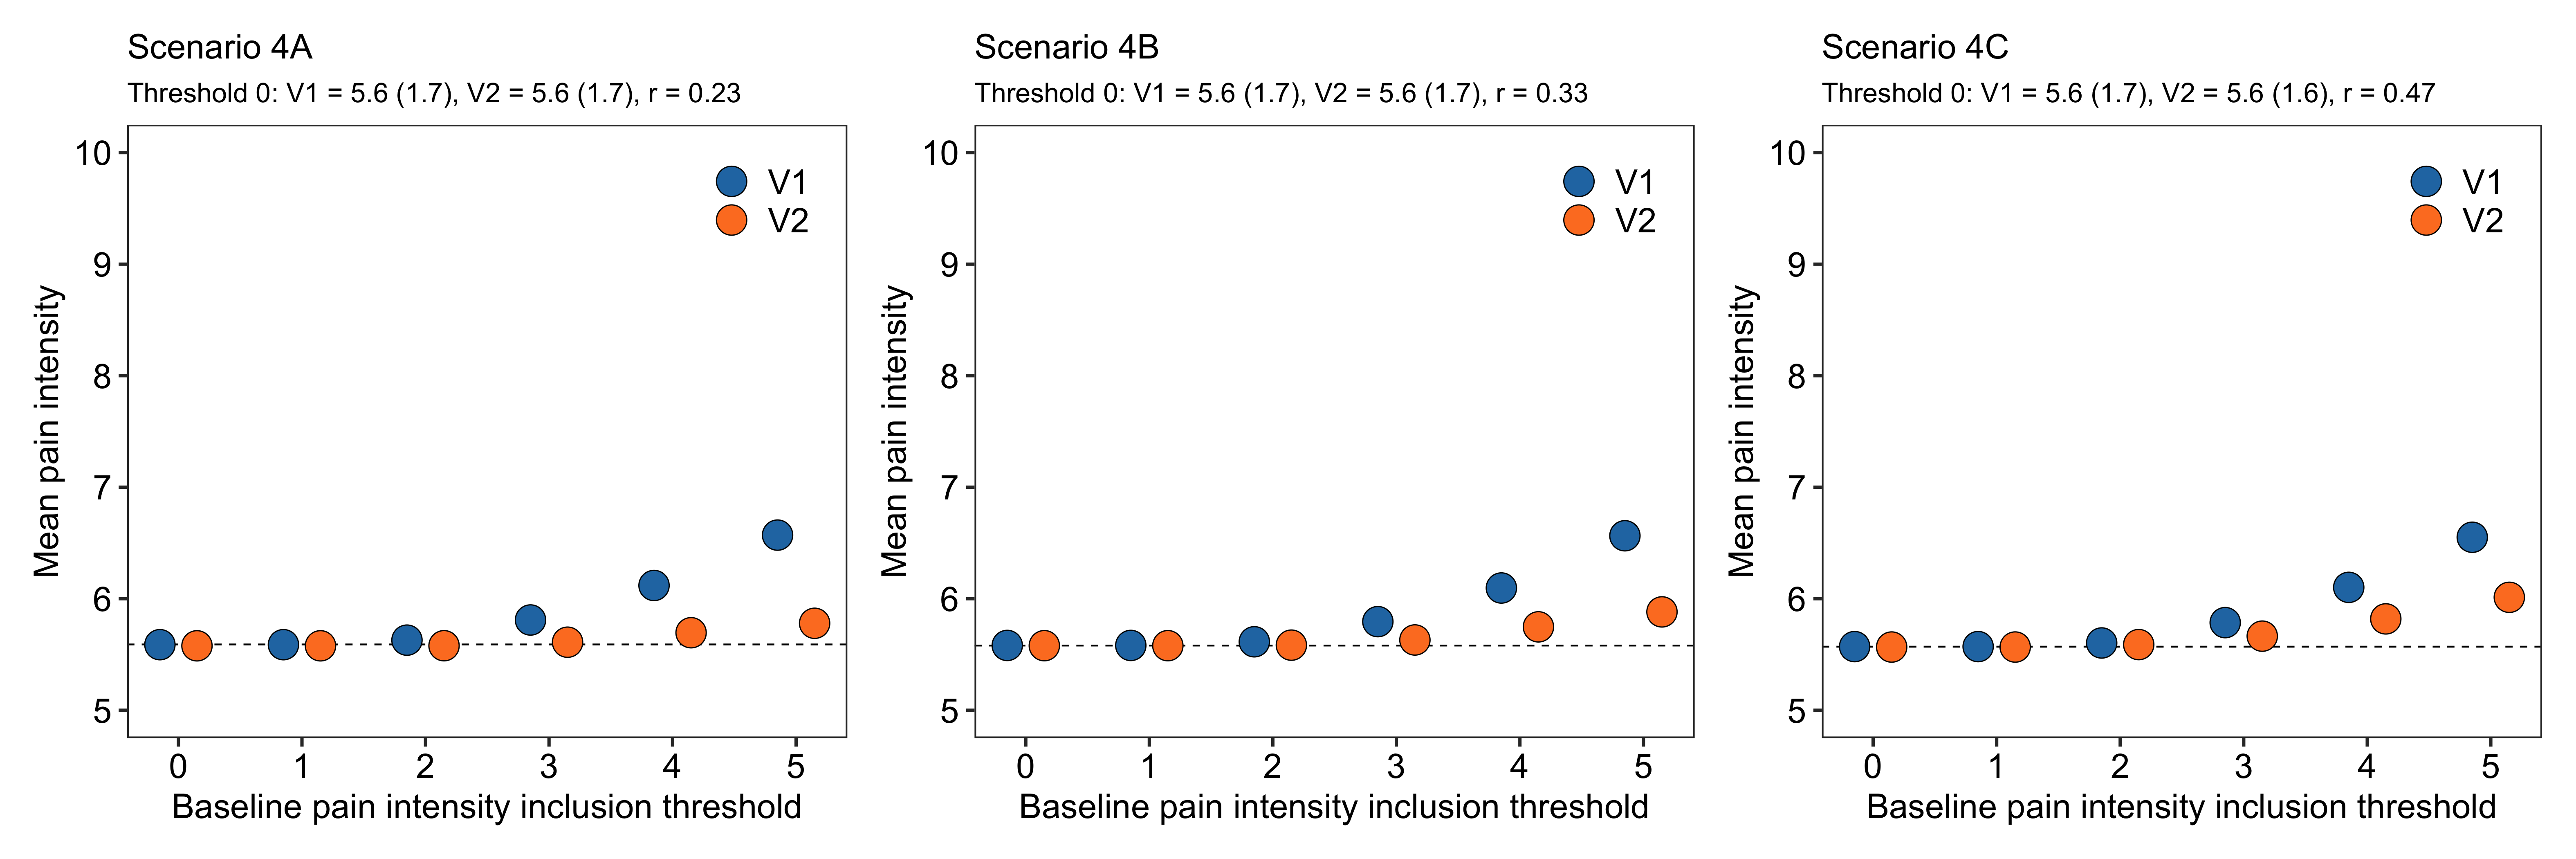 Scenario 4A
Threshold 0: V1 = 5.6 (1.7), V2 = 5.6 (1.7), r = 0.23
10
9
8
7
6
5
Mean pain intensity
V1
V2
0 1 2 3 4 5
Baseline pain intensity inclusion threshold
Scenario 4B
Threshold 0: V1 = 5.6 (1.7), V2 = 5.6 (1.7), r = 0.33
10
9
8
7
6
5
Mean pain intensity
V1
V2
0 1 2 3 4 5
Baseline pain intensity inclusion threshold
Scenario 4C
Threshold 0: V1 = 5.6 (1.7), V2 = 5.6 (1.6), r = 0.47
10
9
8
7
6
5
Mean pain intensity
V1
V2
0 1 2 3 4 5
Baseline pain intensity inclusion threshold